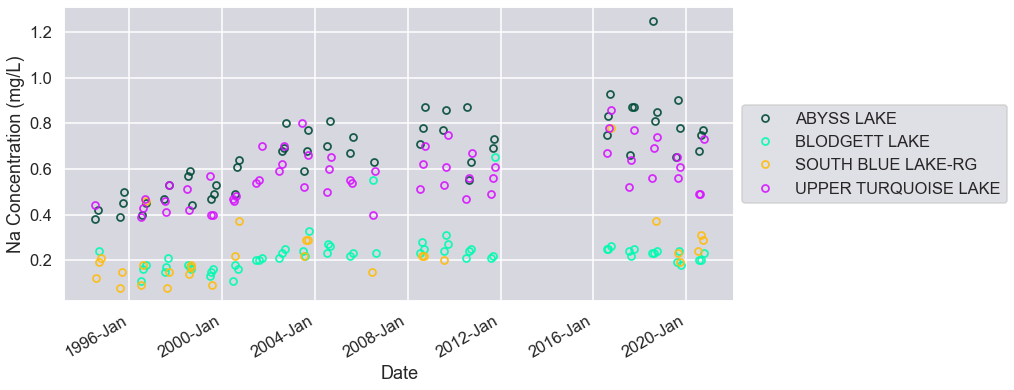 Na Concentration (mg/L)
1.2
1.0
0.8
0.6
0.4
0.2
1996-Jan
2000-Jan
2004-Jan
2008-Jan
2012-Jan
2016-Jan
2020-Jan
Date
ABYSS LAKE
BLODGETT LAKE
SOUTH BLUE LAKE-RG
UPPER TURQUOISE LAKE